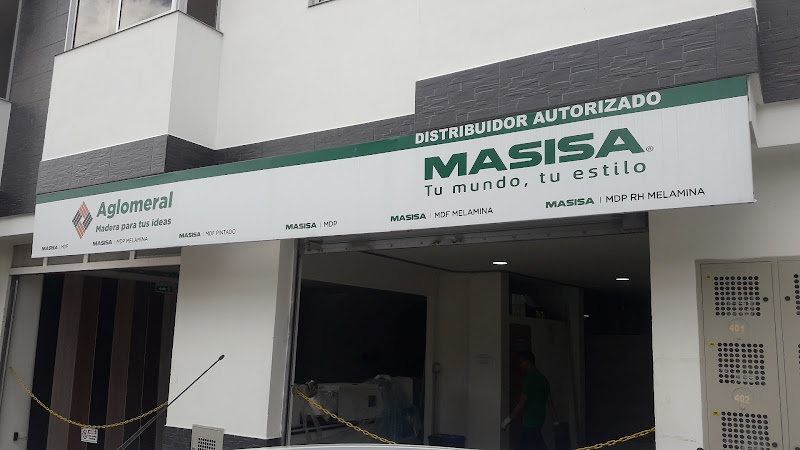 DISTRIBUIDOR AUTORIZADO
MASISA®
Tu mundo, tu estilo
Aglomeral
Madera para tus ideas
MASISA | MDF
MASISA | MDP MELAMINA
MASISA | MDF PINTADO
MASISA | MDP
MASISA | MDF MELAMINA
MASISA | MDP RH MELAMINA
401
402